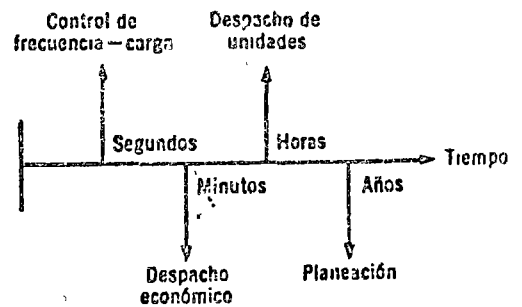 Control de
frecuencia – carga
Despacho de
unidades
Segundos
Horas
Tiempo
Minutos
Años
Despacho
económico
Planeación